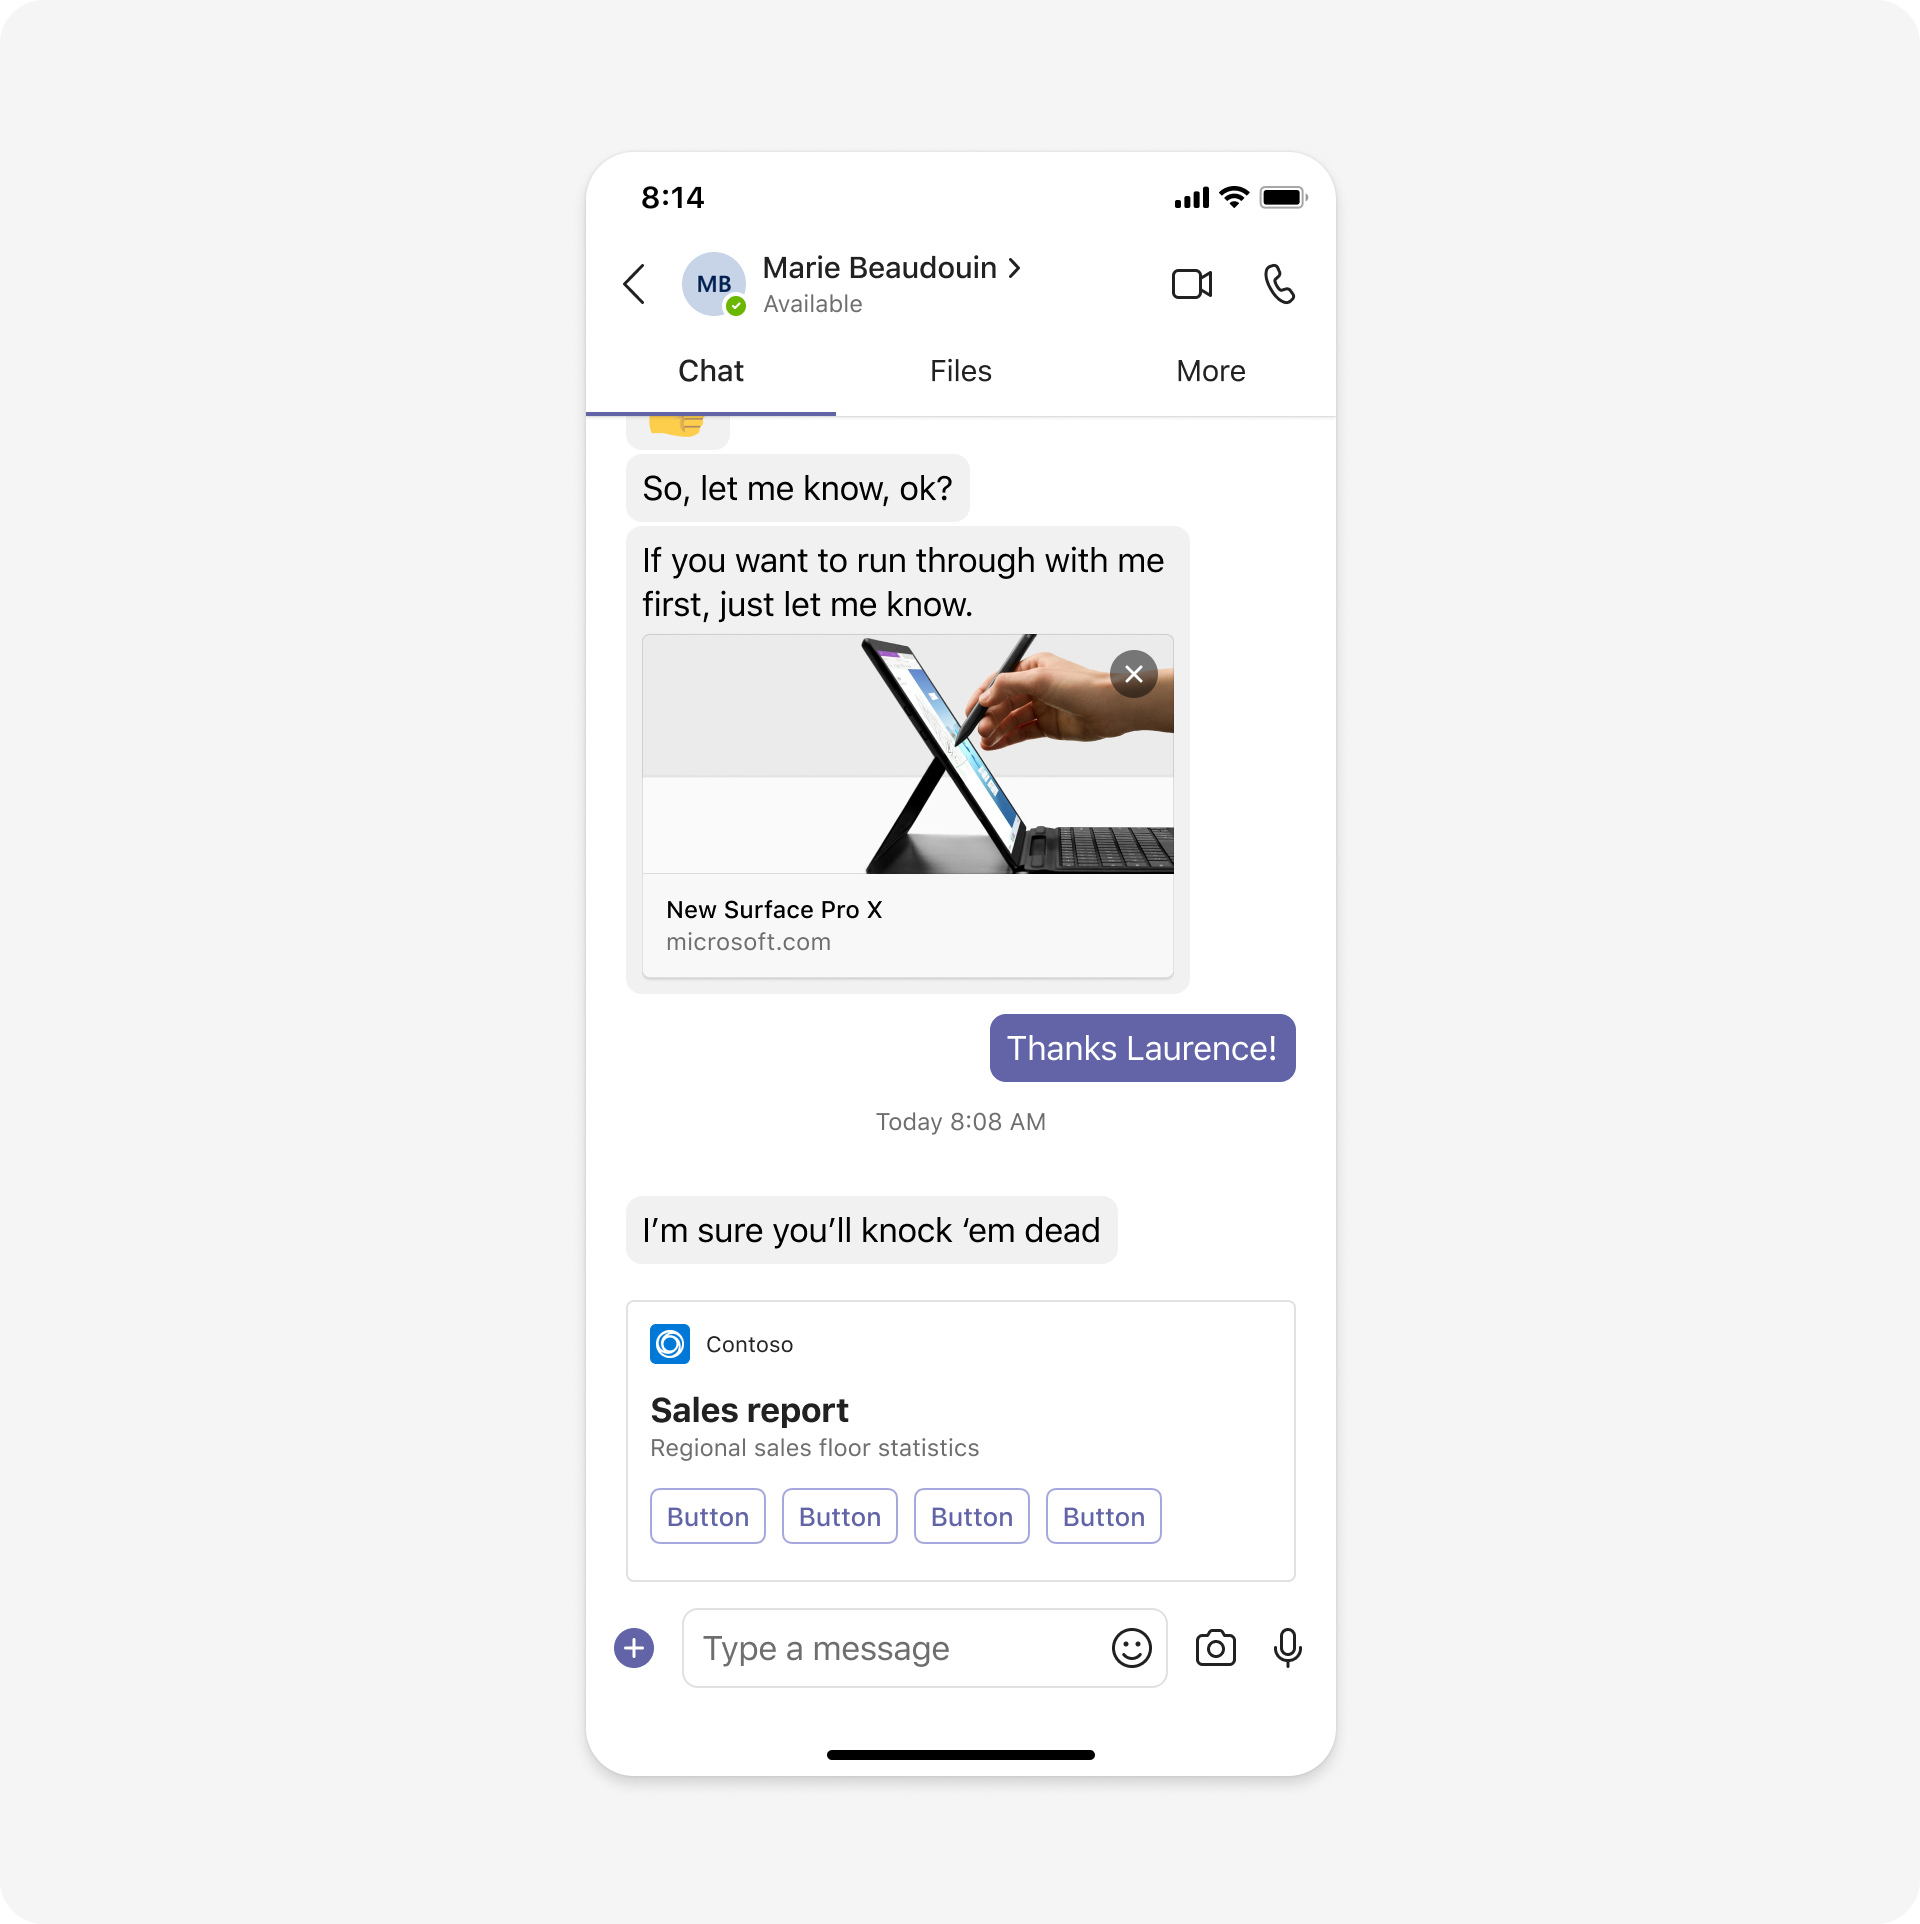 8:14
MB
Marie Beaudouin
Available
Chat
Files
More
So, let me know, ok?
If you want to run through with me
first, just let me know.
New Surface Pro X
microsoft.com
Thanks Laurence!
Today 8:08 AM
I’m sure you’ll knock ‘em dead
Contoso
Sales report
Regional sales floor statistics
Button
Button
Button
Button
Type a message